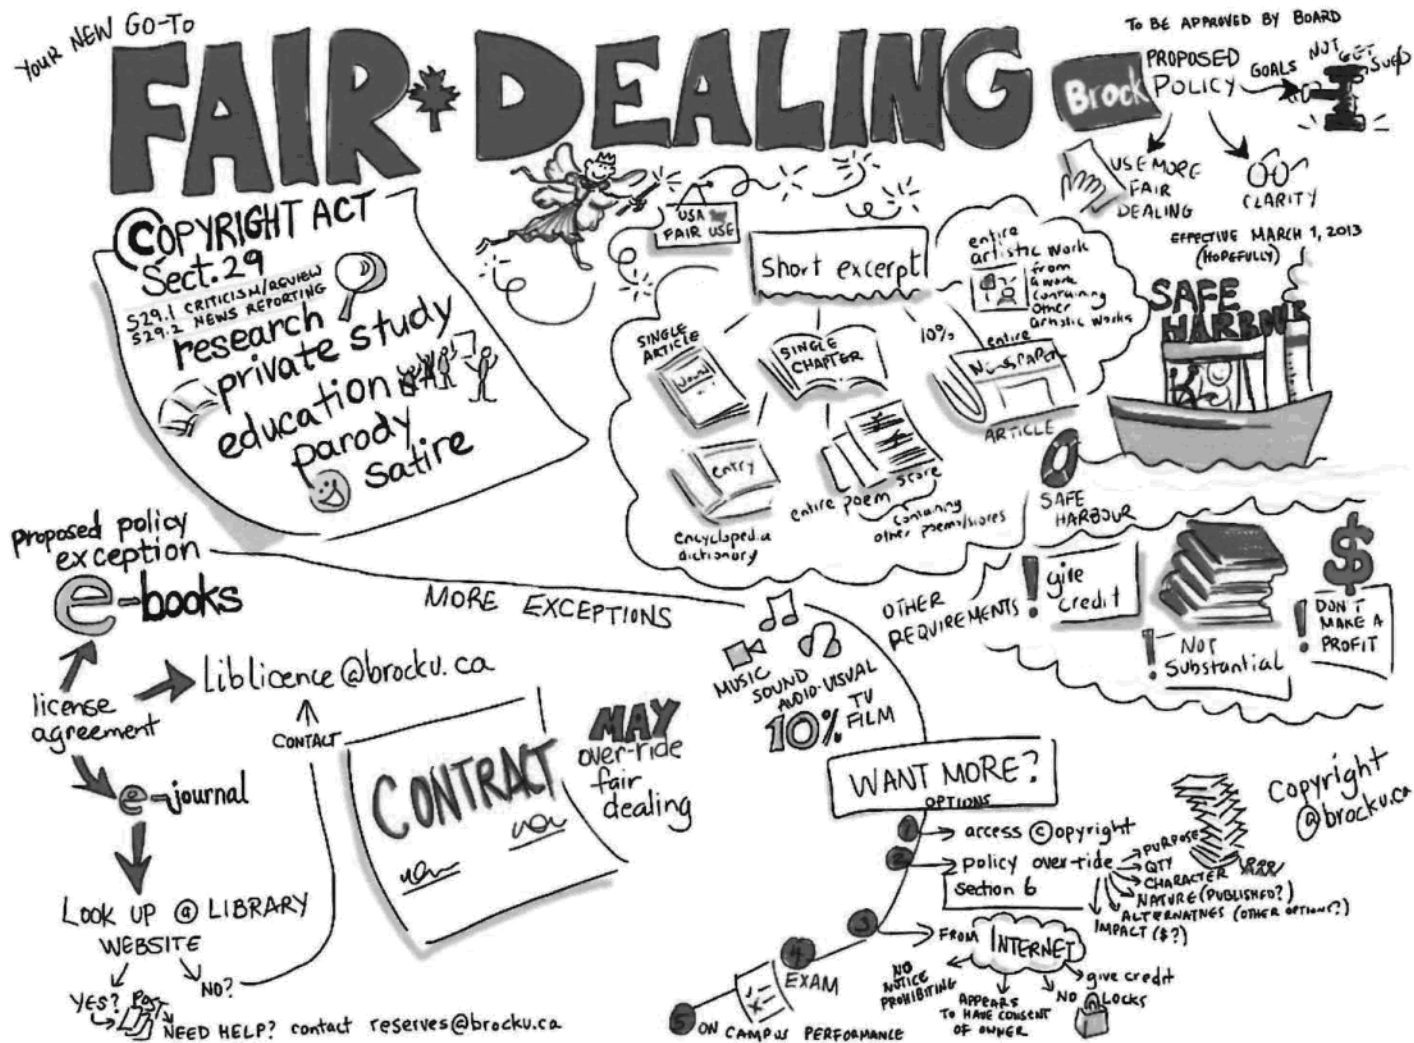 YOUR NEW GO-TO
FAIR DEALING
TO BE APPROVED BY BOARD
Brock
PROPOSED
POLICY
GOALS
NOT
GET
SUED
USE MORE
FAIR
DEALING
CLARITY
EFFECTIVE MARCH 1, 2013
(HOPEFULLY)
SAFE
HARBOUR
©OPYRIGHT ACT
Sect. 29
S29.1 CRITICISM/REVIEW
S29.2 NEWS REPORTING
research
private study
education
parody
satire
USA
FAIR USE
Short excerpt
entire
artistic work
from
a work
containing
other
artistic works
SINGLE
ARTICLE
SINGLE
CHAPTER
10%
entire
NEWSPAPER
ARTICLE
entry
encyclopedia
dictionary
entire poem
score
containing
other poems/scores
SAFE
HARBOUR
OTHER
REQUIREMENTS
! give
credit
! NOT
Substantial
$
! DON'T
MAKE A
PROFIT
proposed policy
exception
e-books
MORE EXCEPTIONS
license
agreement
Liblicence@brocku.ca
CONTACT
e-journal
LOOK UP @ LIBRARY
WEBSITE
YES?
Post
NO?
NEED HELP? contact reserves@brocku.ca
CONTRACT
MAY
over-ride
fair
dealing
MUSIC
SOUND
AUDIO-VISUAL
10% TV
FILM
WANT MORE?
OPTIONS
1 access ©opyright
2 policy over-ride
Section 6
PURPOSE
QTY
CHARACTER
NATURE (PUBLISHED?)
ALTERNATIVES (OTHER OPTIONS?)
IMPACT ($?)
Copyright
@brocku.ca
3 FROM INTERNET
NO
NOTICE
PROHIBITING
APPEARS
TO HAVE CONSENT
OF OWNER
NO LOCKS
give credit
4 EXAM
5 ON CAMPUS PERFORMANCE